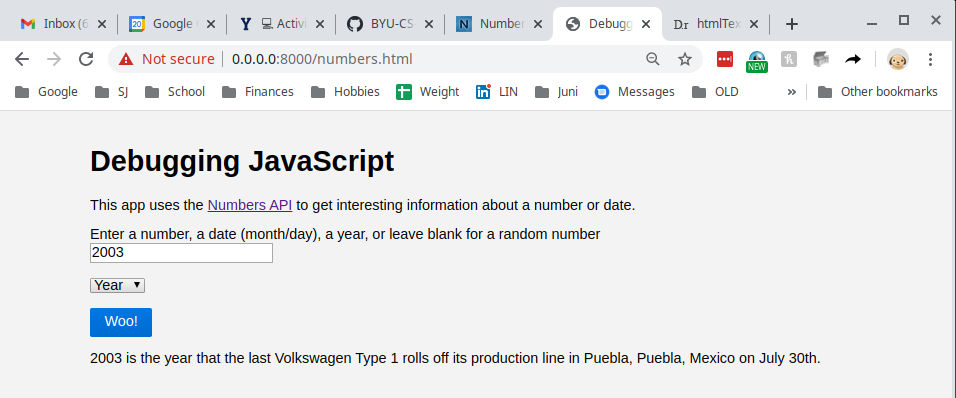 Inbox (6
20
Google
Activi
BYU-CS
Number
Debugg
D.r htmlTex
Not secure
0.0.0.0:8000/numbers.html
NEW
Google
SJ
School
Finances
Hobbies
Weight
LIN
Juni
Messages
OLD
»
Other bookmarks
Debugging JavaScript
This app uses the Numbers API to get interesting information about a number or date.
Enter a number, a date (month/day), a year, or leave blank for a random number
2003
Year
Woo!
2003 is the year that the last Volkswagen Type 1 rolls off its production line in Puebla, Puebla, Mexico on July 30th.